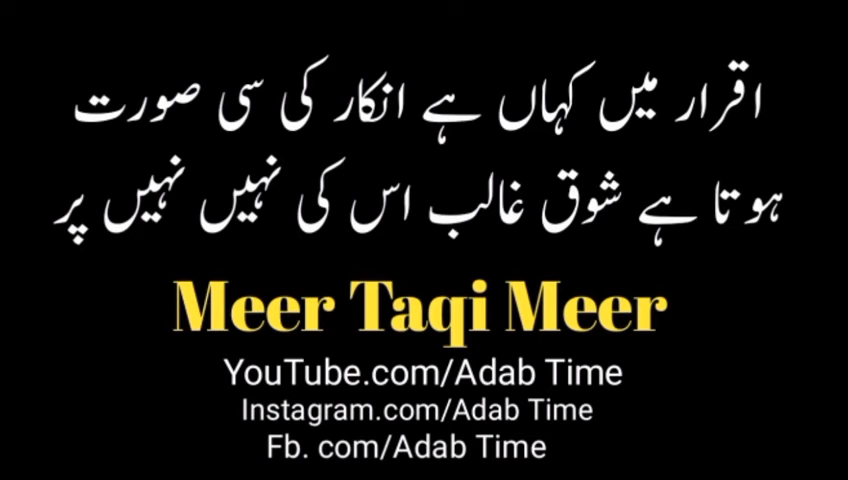 اقرار میں کہاں ہے انکار کی سی صورت
ہوتا ہے شوق غالب اس کی نہیں نہیں پر
Meer Taqi Meer
YouTube.com/Adab Time
Instagram.com/Adab Time
Fb. com/Adab Time